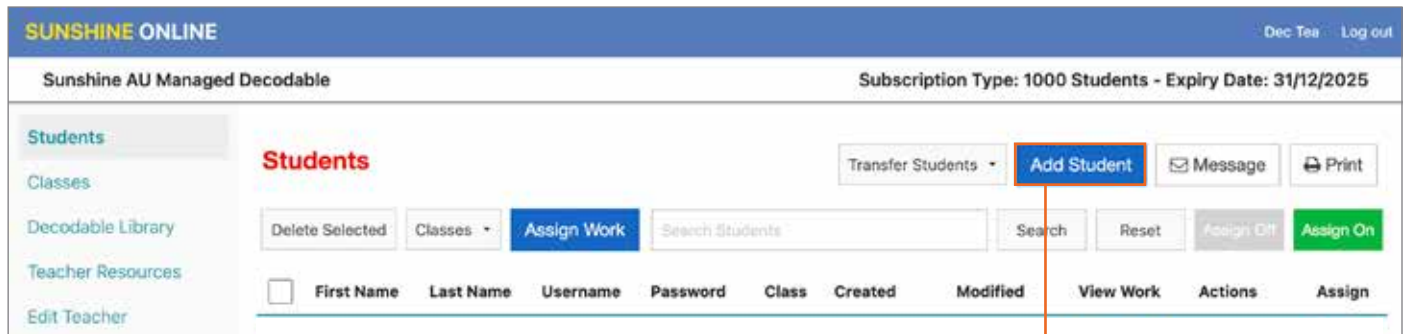 SUNSHINE ONLINE Dec Tea Log out
Sunshine AU Managed Decodable Subscription Type: 1000 Students - Expiry Date: 31/12/2025
Students
Classes
Decodable Library
Teacher Resources
Edit Teacher
Students Transfer Students Add Student Message Print
Delete Selected Classes Assign Work Search Students Search Reset Assign Off Assign On
First Name Last Name Username Password Class Created Modified View Work Actions Assign